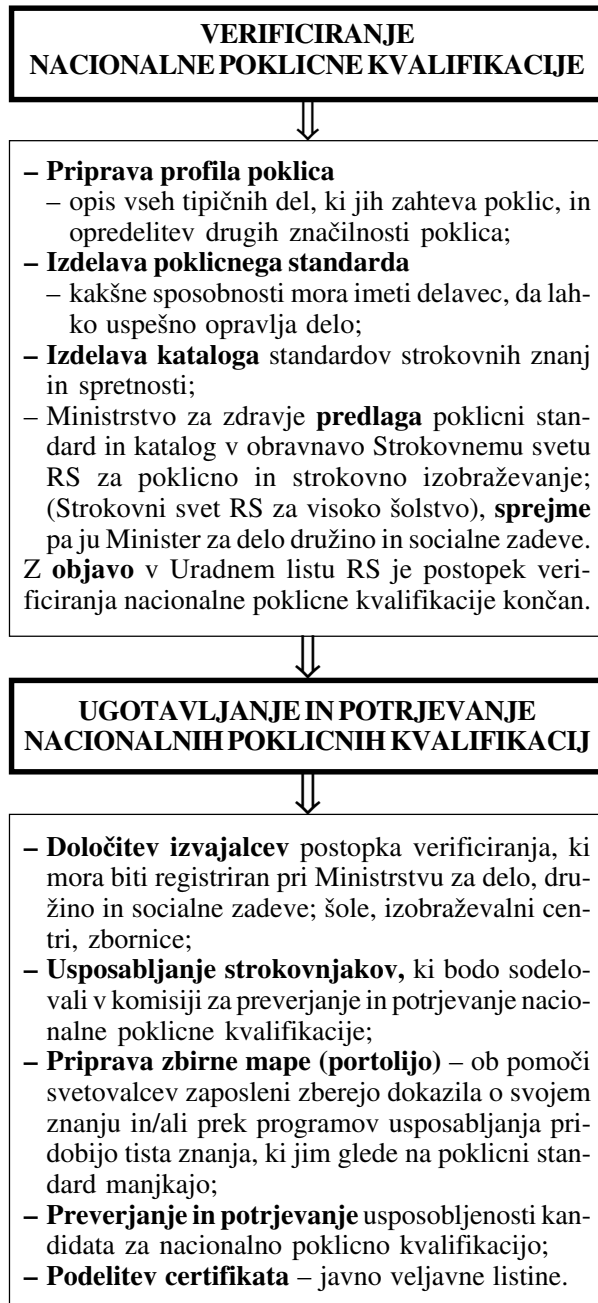 VERIFICIRANJE
NACIONALNE POKLICNE KVALIFIKACIJE
– Priprava profila poklica
– opis vseh tipičnih del, ki jih zahteva poklic, in
opredelitev drugih značilnosti poklica;
– Izdelava poklicnega standarda
– kakšne sposobnosti mora imeti delavec, da lah-
ko uspešno opravlja delo;
– Izdelava kataloga standardov strokovnih znanj
in spretnosti;
– Ministrstvo za zdravje predlaga poklicni stan-
dard in katalog v obravnavo Strokovnemu svetu
RS za poklicno in strokovno izobraževanje;
(Strokovni svet RS za visoko šolstvo), sprejme
pa ju Minister za delo družino in socialne zadeve.
Z objavo v Uradnem listu RS je postopek veri-
ficiranja nacionalne poklicne kvalifikacije končan.
UGOTAVLJANJE IN POTRJEVANJE
NACIONALNIH POKLICNIH KVALIFIKACIJ
– Določitev izvajalcev postopka verificiranja, ki
mora biti registriran pri Ministrstvu za delo, dru-
žino in socialne zadeve; šole, izobraževalni cen-
tri, zbornice;
– Usposabljanje strokovnjakov, ki bodo sodelo-
vali v komisiji za preverjanje in potrjevanje nacio-
nalne poklicne kvalifikacije;
– Priprava zbirne mape (portolijo) – ob pomoči
svetovalcev zaposleni zberejo dokazila o svojem
znanju in/ali prek programov usposabljanja pri-
dobijo tista znanja, ki jim glede na poklicni stan-
dard manjkajo;
– Preverjanje in potrjevanje usposobljenosti kan-
didata za nacionalno poklicno kvalifikacijo;
– Podelitev certifikata – javno veljavne listine.